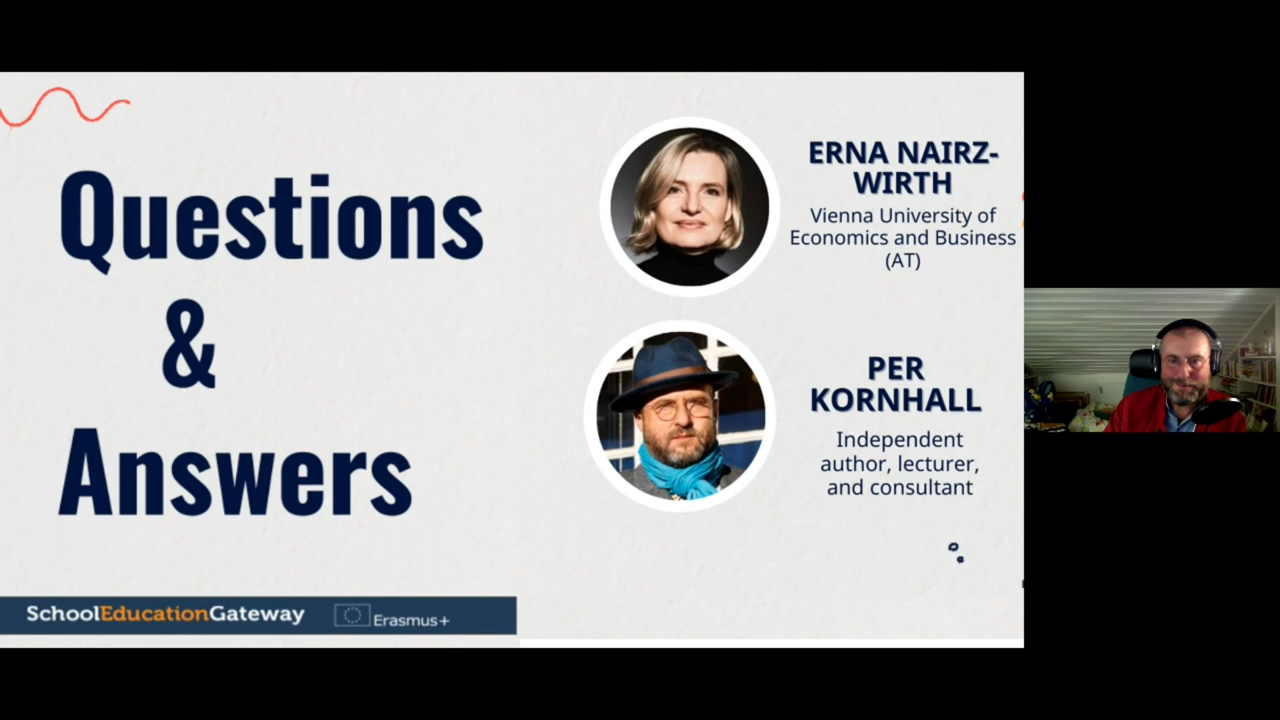 Questions
&
Answers
ERNA NAIRZ-
WIRTH
Vienna University of
Economics and Business
(AT)
PER
KORNHALL
Independent
author, lecturer,
and consultant
SchoolEducationGateway
Erasmus+